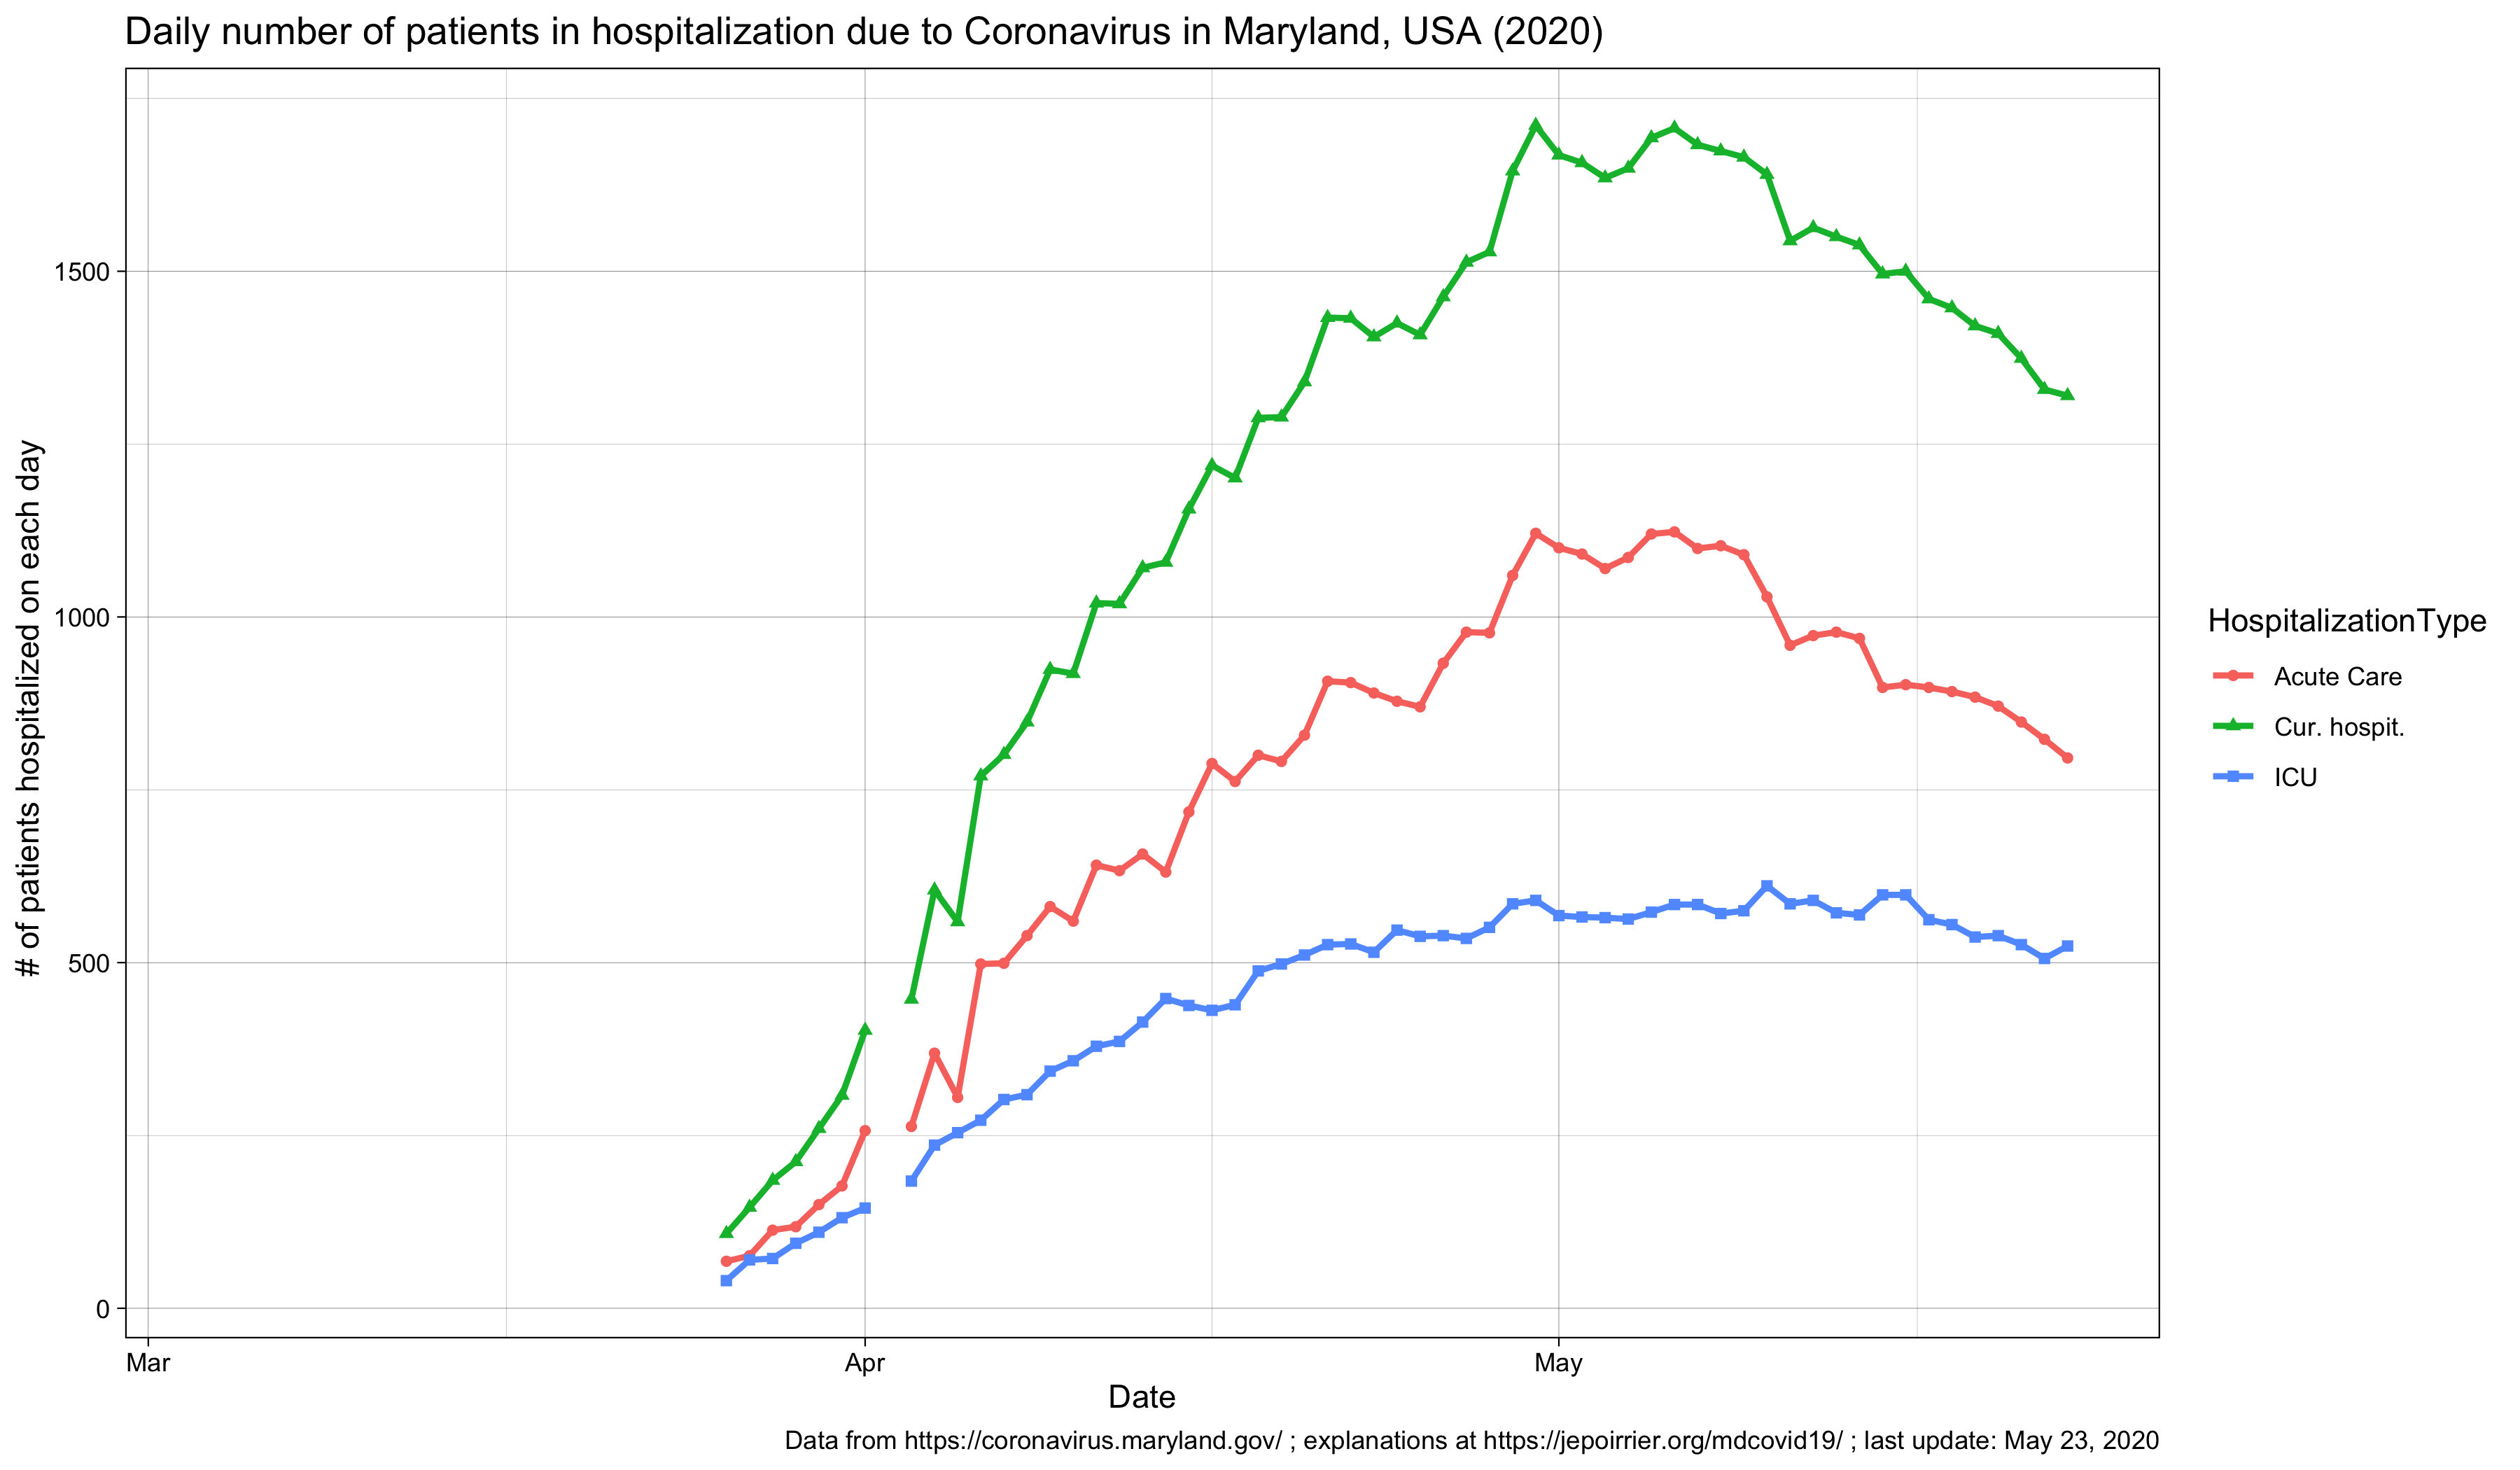 Daily number of patients in hospitalization due to Coronavirus in Maryland, USA (2020)
# of patients hospitalized on each day
1500
1000
500
0
Mar
Apr
May
Date
HospitalizationType
Acute Care
Cur. hospit.
ICU
Data from https://coronavirus.maryland.gov/ ; explanations at https://jepoirrier.org/mdcovid19/ ; last update: May 23, 2020